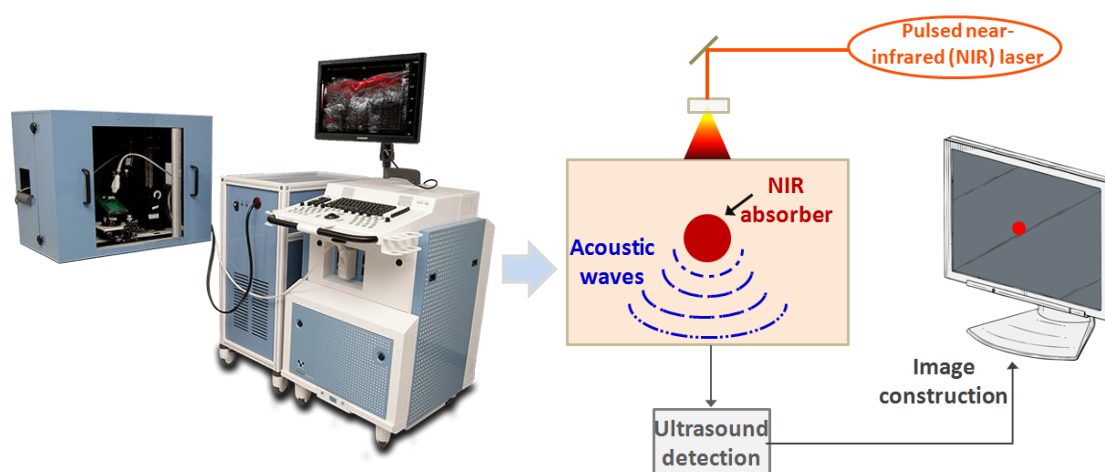 Pulsed near-
infrared (NIR) laser
NIR
absorber
Acoustic
waves
Image
construction
Ultrasound
detection